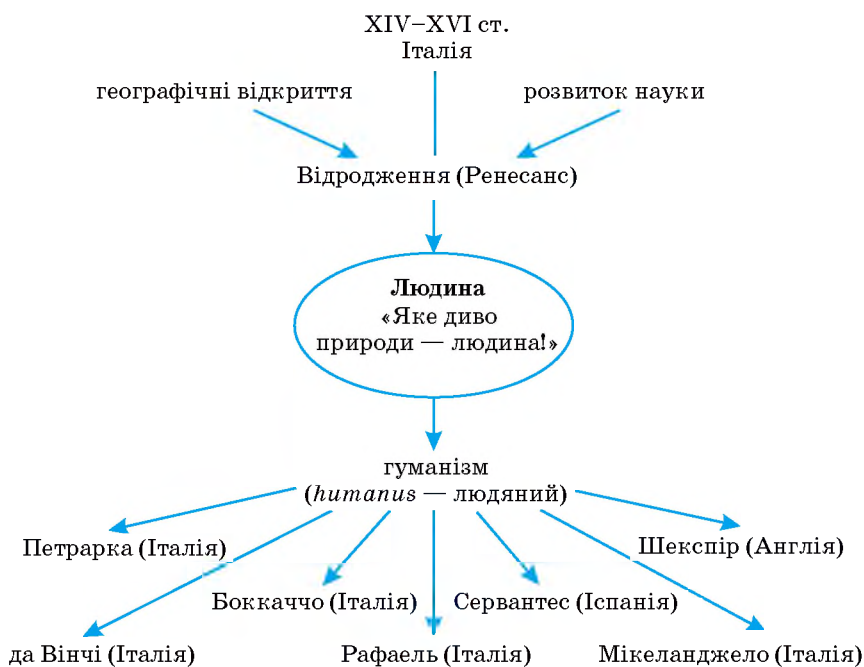 XIV–XVI ст.
Італія
географічні відкриття
розвиток науки
Відродження (Ренесанс)
Людина
«Яке диво
природи — людина!»
гуманізм
(humanus — людяний)
Петрарка (Італія)
Шекспір (Англія)
Боккаччо (Італія)
Сервантес (Іспанія)
да Вінчі (Італія)
Рафаель (Італія)
Мікеланджело (Італія)